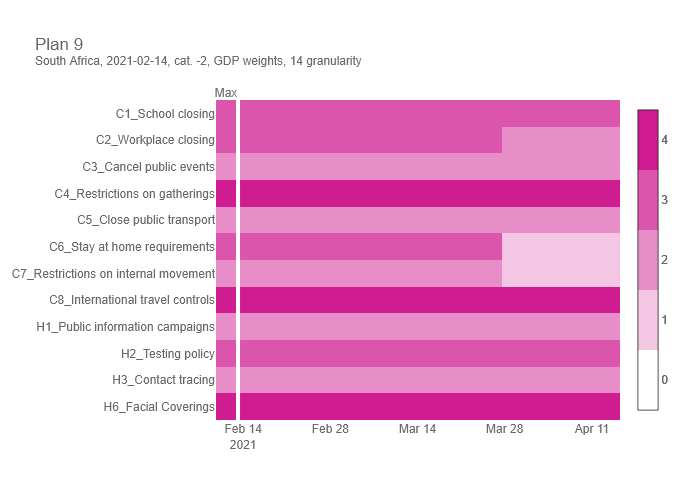 Plan 9
South Africa, 2021-02-14, cat. -2, GDP weights, 14 granularity
Max
C1_School closing
C2_Workplace closing
C3_Cancel public events
C4_Restrictions on gatherings
C5_Close public transport
C6_Stay at home requirements
C7_Restrictions on internal movement
C8_International travel controls
H1_Public information campaigns
H2_Testing policy
H3_Contact tracing
H6_Facial Coverings
Feb 14 Feb 28 Mar 14 Mar 28 Apr 11
2021
4
3
2
1
0